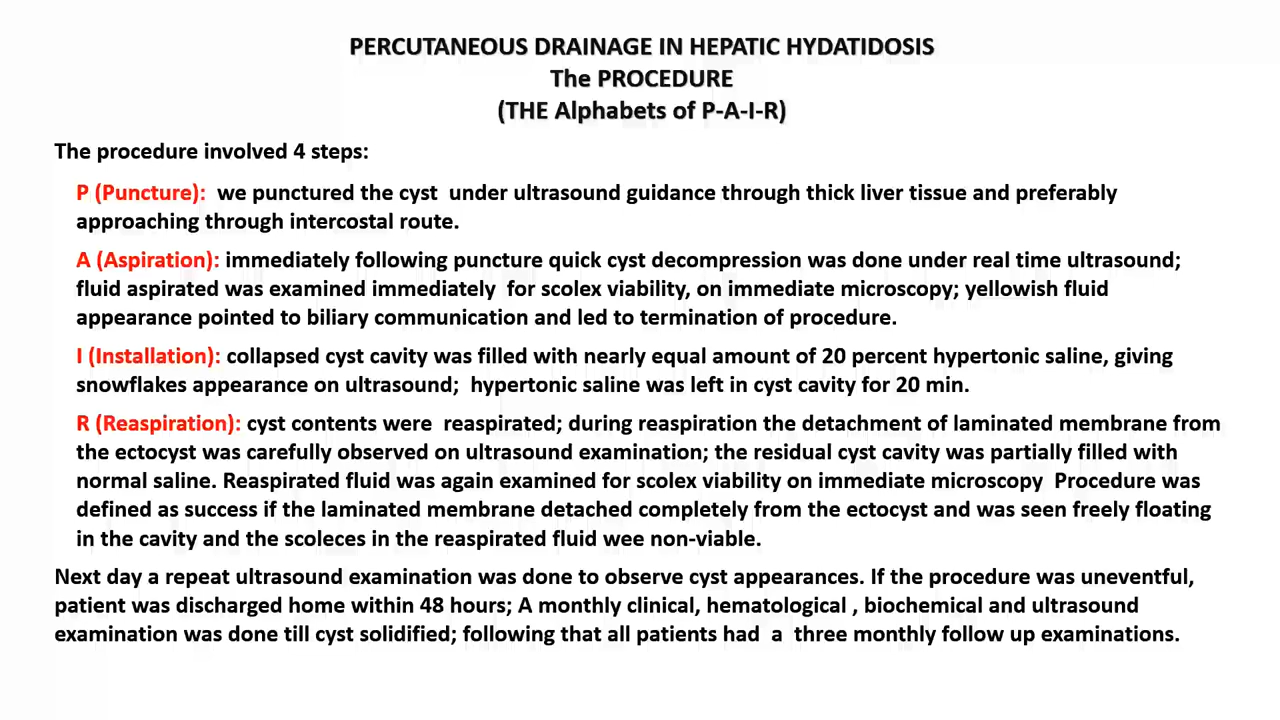 PERCUTANEOUS DRAINAGE IN HEPATIC HYDATIDOSIS
The PROCEDURE
(THE Alphabets of P-A-I-R)
The procedure involved 4 steps:
P (Puncture): we punctured the cyst under ultrasound guidance through thick liver tissue and preferably
approaching through intercostal route.
A (Aspiration): immediately following puncture quick cyst decompression was done under real time ultrasound;
fluid aspirated was examined immediately for scolex viability, on immediate microscopy; yellowish fluid
appearance pointed to biliary communication and led to termination of procedure.
I (Installation): collapsed cyst cavity was filled with nearly equal amount of 20 percent hypertonic saline, giving
snowflakes appearance on ultrasound; hypertonic saline was left in cyst cavity for 20 min.
R (Reaspiration): cyst contents were reaspirated; during reaspiration the detachment of laminated membrane from
the ectocyst was carefully observed on ultrasound examination; the residual cyst cavity was partially filled with
normal saline. Reaspirated fluid was again examined for scolex viability on immediate microscopy Procedure was
defined as success if the laminated membrane detached completely from the ectocyst and was seen freely floating
in the cavity and the scoleces in the reaspirated fluid wee non-viable.
Next day a repeat ultrasound examination was done to observe cyst appearances. If the procedure was uneventful,
patient was discharged home within 48 hours; A monthly clinical, hematological , biochemical and ultrasound
examination was done till cyst solidified; following that all patients had a three monthly follow up examinations.